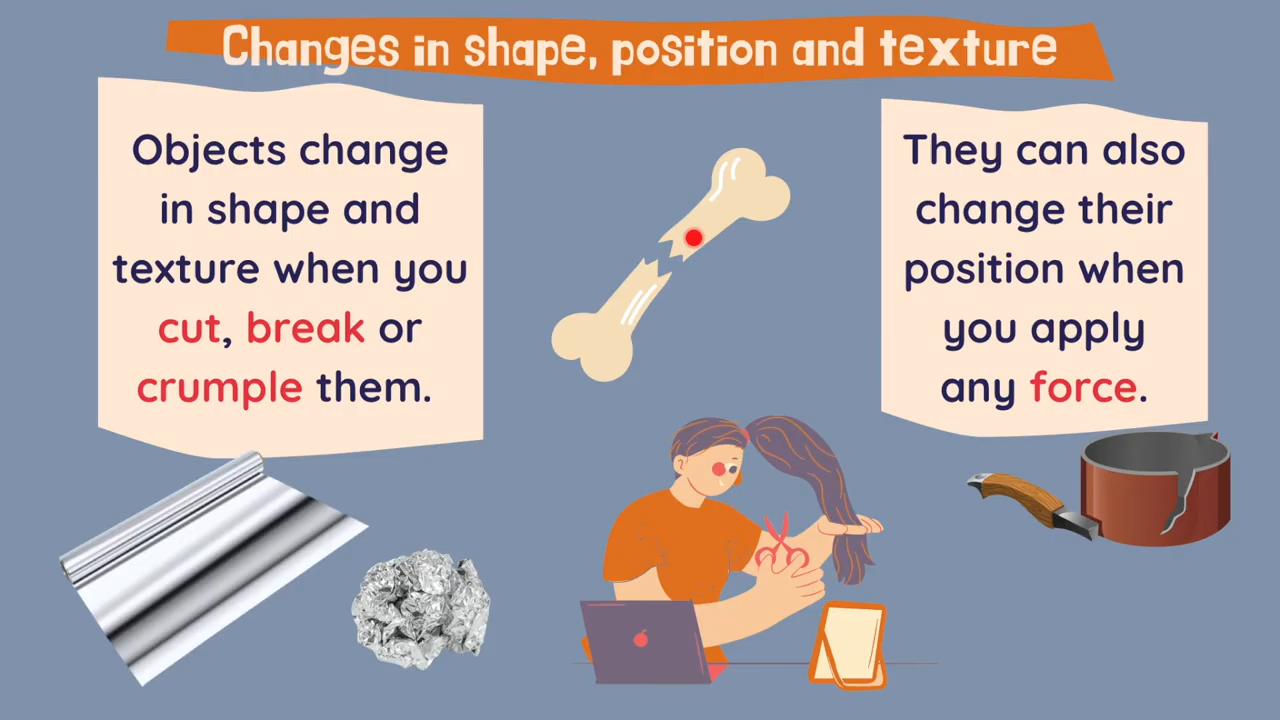 Changes in shape, position and texture
Objects change
in shape and
texture when you
cut, break or
crumple them.
They can also
change their
position when
you apply
any force.